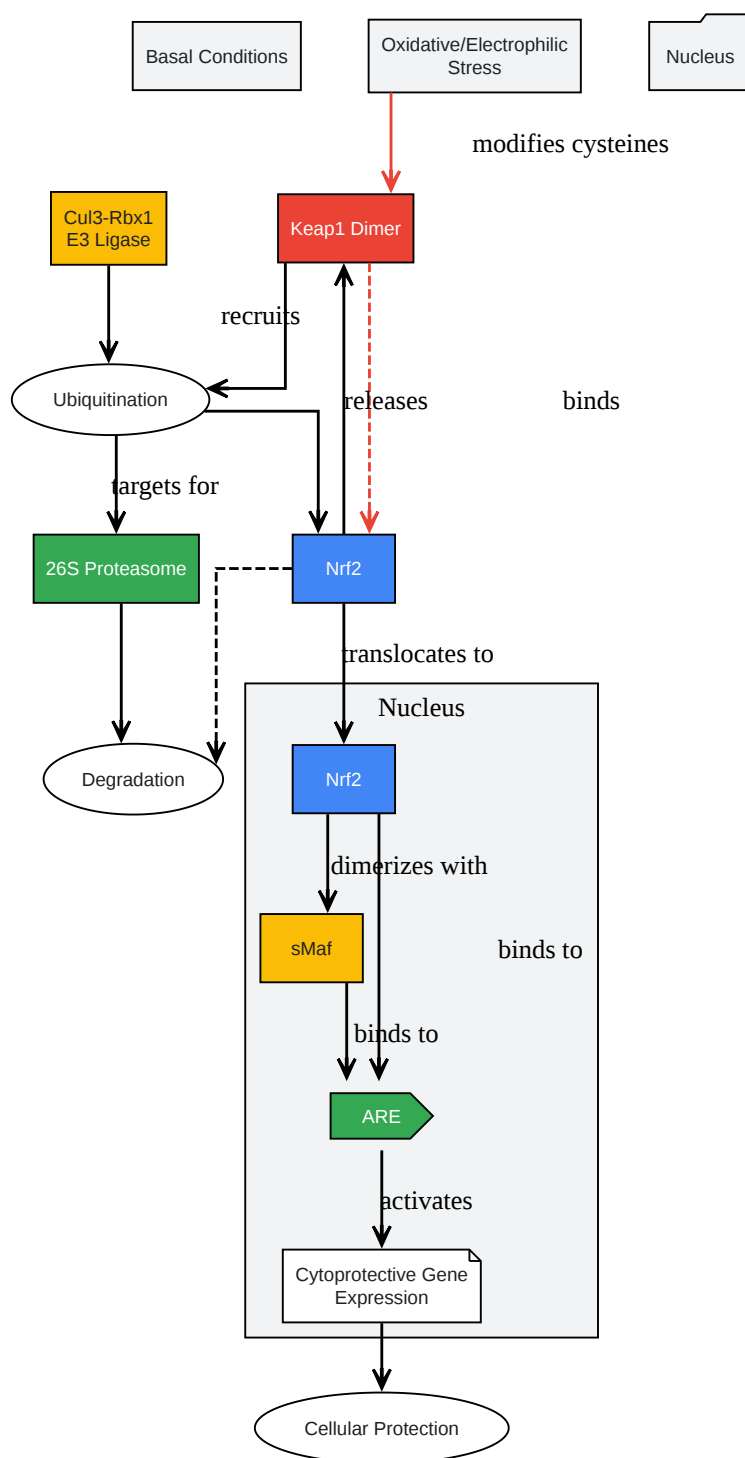 Basal Conditions
Oxidative/Electrophilic
Stress
Nucleus
modifies cysteines
Cul3-Rbx1
E3 Ligase
Keap1 Dimer
recruits
Ubiquitination
releases
binds
targets for
26S Proteasome
Nrf2
translocates to
Nucleus
Degradation
Nrf2
dimerizes with
sMaf
binds to
binds to
ARE
activates
Cytoprotective Gene
Expression
Cellular Protection